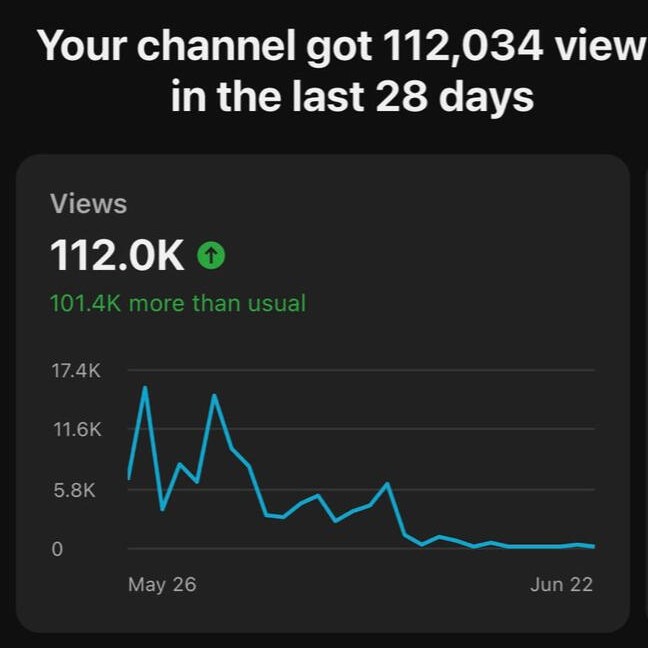 Your channel got 112,034 view
in the last 28 days
Views
112.0K
101.4K more than usual
17.4K
11.6K
5.8K
0
May 26
Jun 22